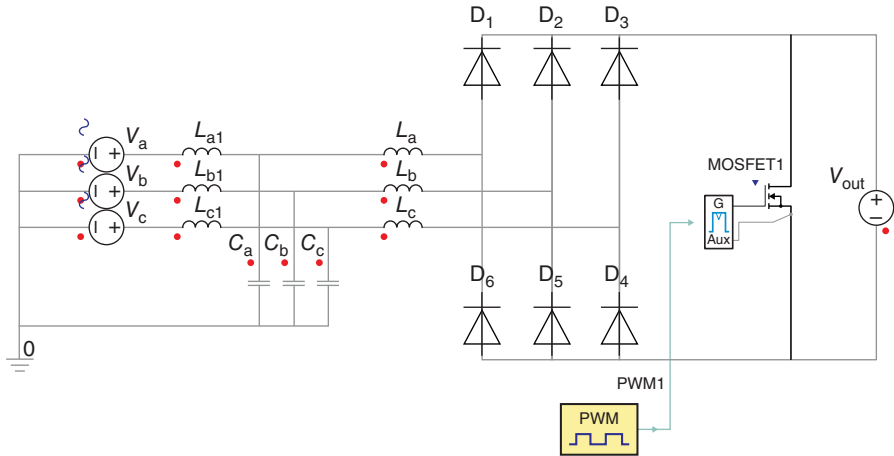 D1 D2 D3
Va La1 La
Vb Lb1 Lb
Vc Lc1 Lc
Ca Cb Cc
MOSFET1
Vout
G
Aux
D6 D5 D4
0
PWM1
PWM